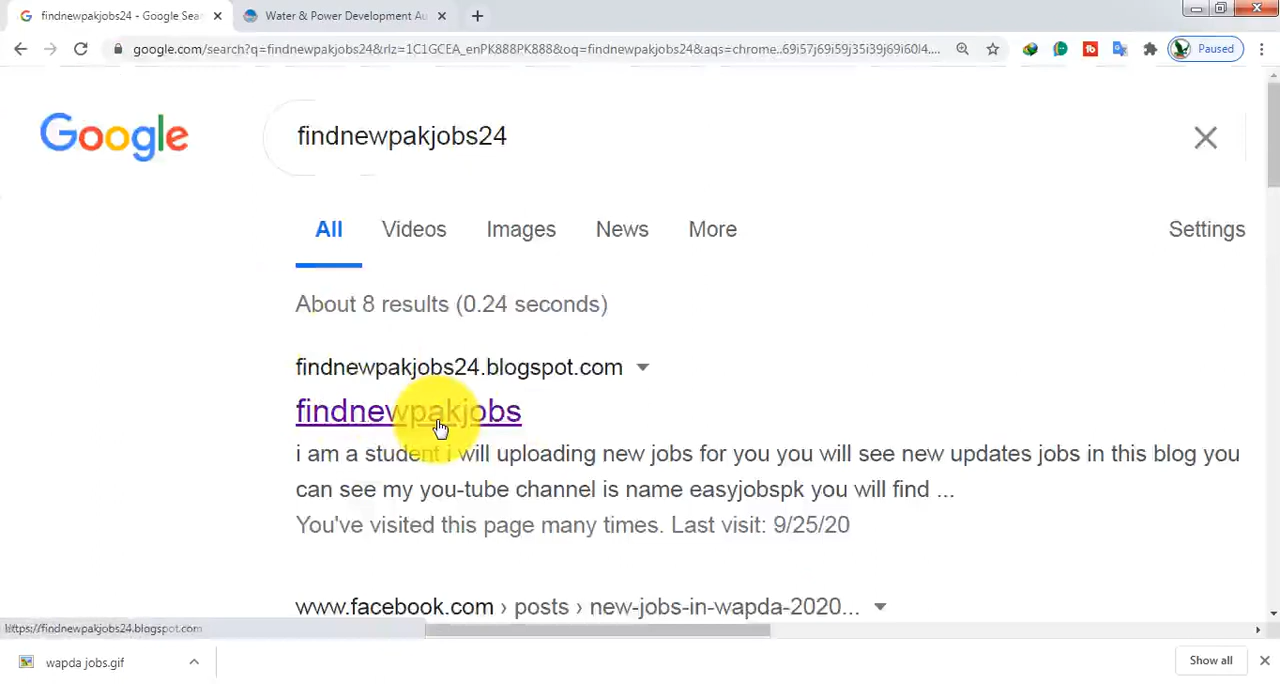 findnewpakjobs24 - Google Sea
Water & Power Development Au
google.com/search?q=findnewpakjobs24&rlz=1C1GCEA_enPK888PK888&oq=findnewpakjobs24&aqs=chrome..69i57j69i59j35i39j69i60l4....
Paused
Google
findnewpakjobs24
All Videos Images News More Settings
About 8 results (0.24 seconds)
findnewpakjobs24.blogspot.com
findnewpakjobs
i am a student i will uploading new jobs for you you will see new updates jobs in this blog you
can see my you-tube channel is name easyjobspk you will find ...
You've visited this page many times. Last visit: 9/25/20
www.facebook.com › posts › new-jobs-in-wapda-2020...
https://findnewpakjobs24.blogspot.com
wapda jobs.gif
Show all